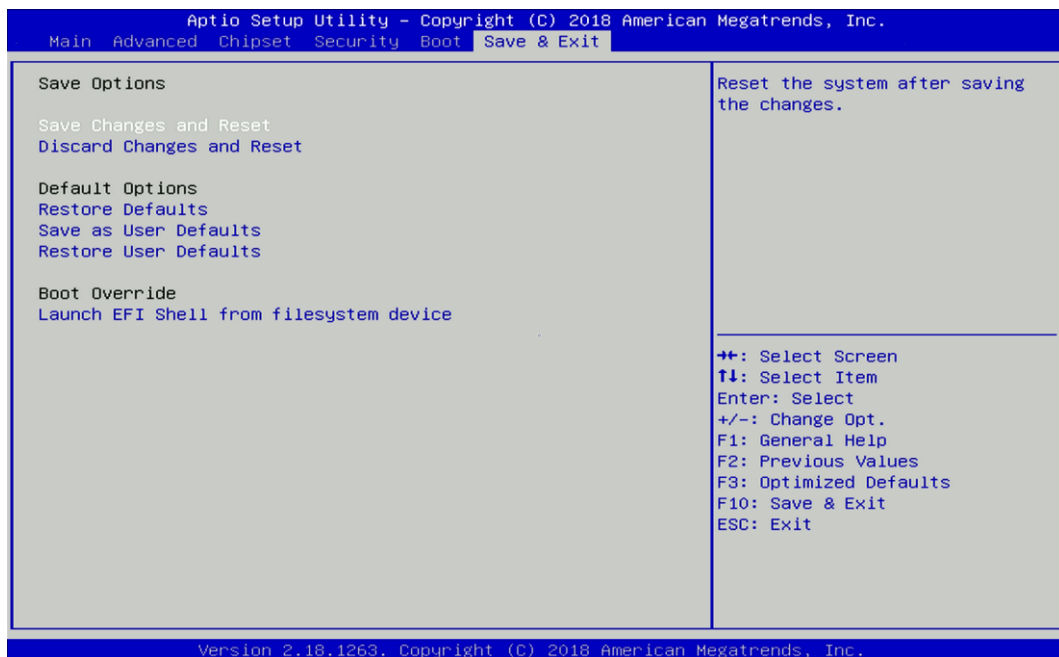 Aptio Setup Utility – Copyright (C) 2018 American Megatrends, Inc.
Main Advanced Chipset Security Boot Save & Exit
Save Options
Save Changes and Reset
Discard Changes and Reset
Default Options
Restore Defaults
Save as User Defaults
Restore User Defaults
Boot Override
Launch EFI Shell from filesystem device
Reset the system after saving
the changes.
→←: Select Screen
↑↓: Select Item
Enter: Select
+/-: Change Opt.
F1: General Help
F2: Previous Values
F3: Optimized Defaults
F10: Save & Exit
ESC: Exit
Version 2.18.1263. Copyright (C) 2018 American Megatrends, Inc.